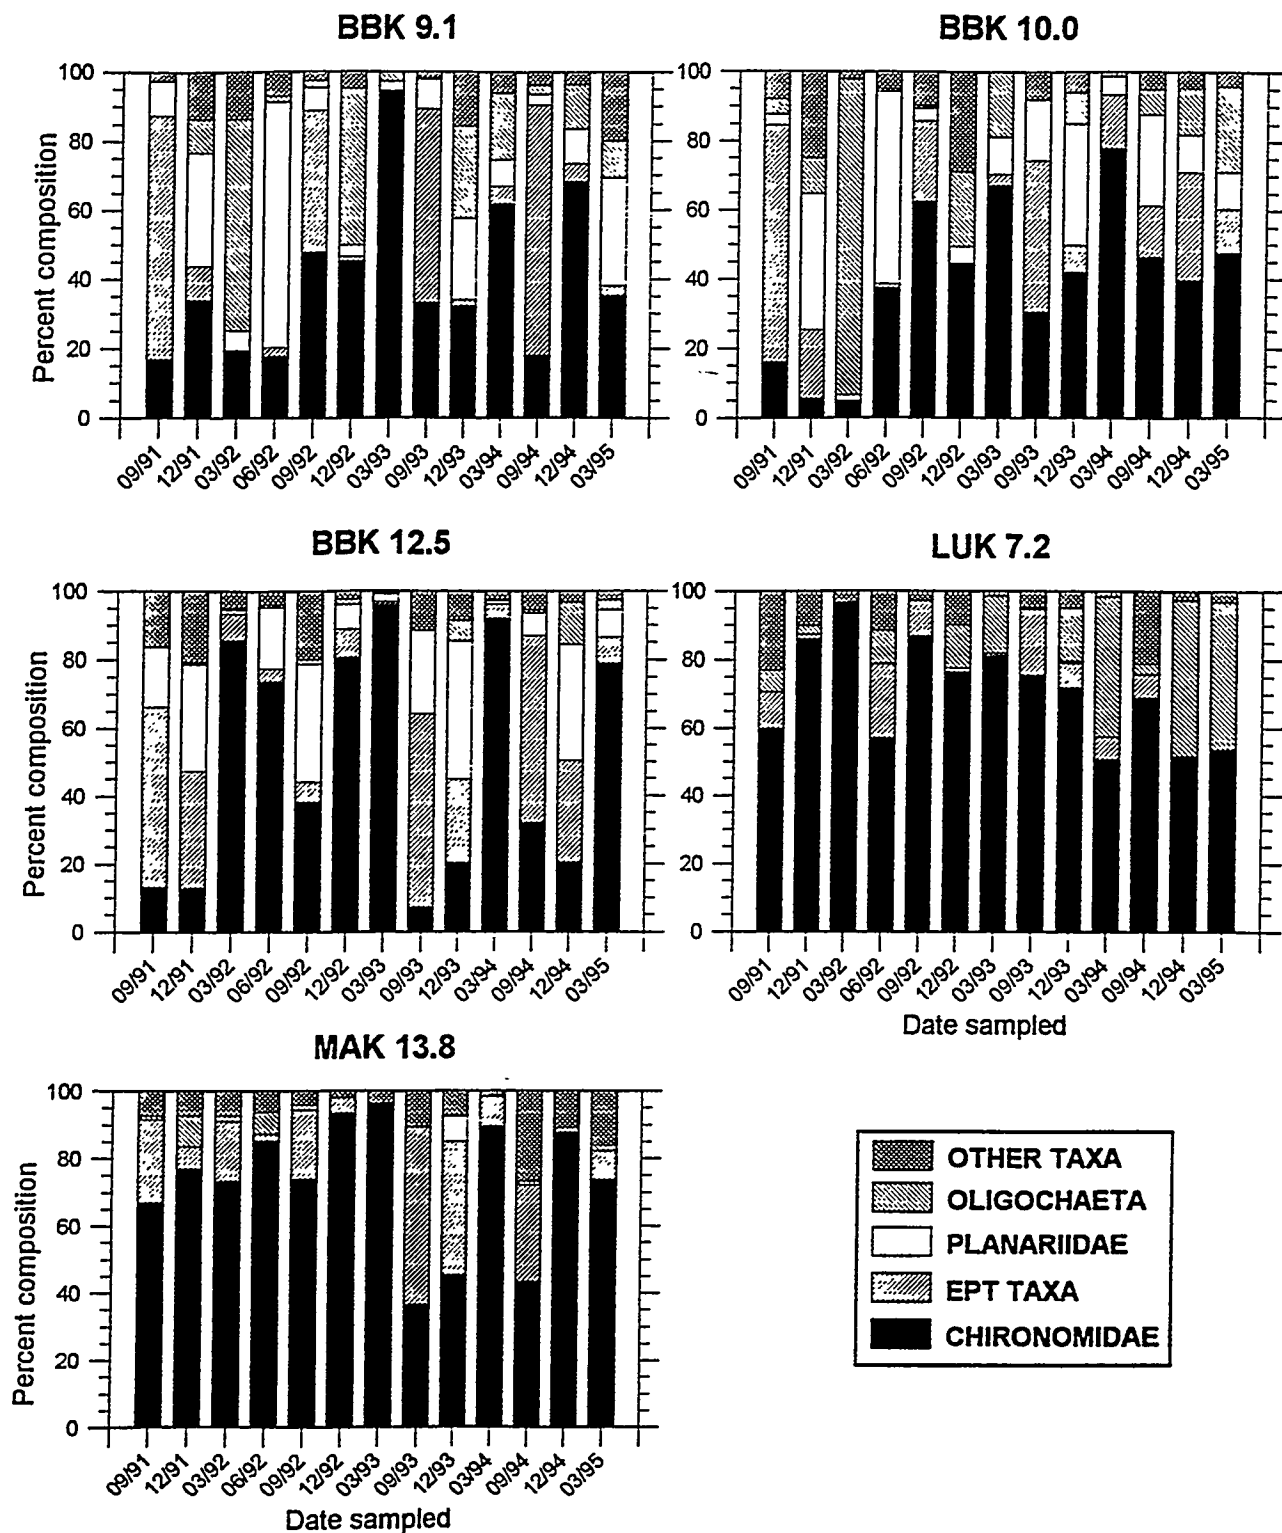 BBK 9.1
Percent composition
100
80
60
40
20
0
09/91 12/91 03/92 06/92 09/92 12/92 03/93 09/93 12/93 03/94 09/94 12/94 03/95
BBK 10.0
100
80
60
40
20
0
09/91 12/91 03/92 06/92 09/92 12/92 03/93 09/93 12/93 03/94 09/94 12/94 03/95
BBK 12.5
Percent composition
100
80
60
40
20
0
09/91 12/91 03/92 06/92 09/92 12/92 03/93 09/93 12/93 03/94 09/94 12/94 03/95
LUK 7.2
100
80
60
40
20
0
09/91 12/91 03/92 06/92 09/92 12/92 03/93 09/93 12/93 03/94 09/94 12/94 03/95
Date sampled
MAK 13.8
Percent composition
100
80
60
40
20
0
09/91 12/91 03/92 06/92 09/92 12/92 03/93 09/93 12/93 03/94 09/94 12/94 03/95
Date sampled
OTHER TAXA
OLIGOCHAETA
PLANARIIDAE
EPT TAXA
CHIRONOMIDAE